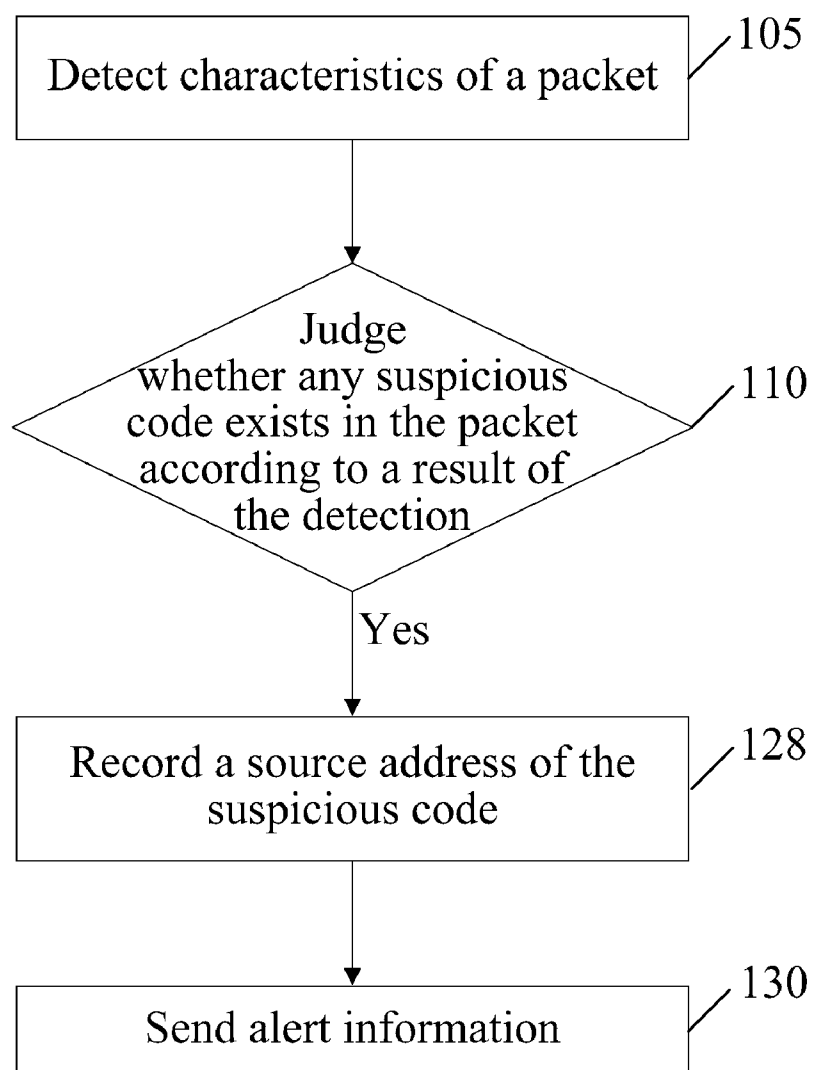 Detect characteristics of a packet
105
Judge
whether any suspicious
code exists in the packet
according to a result of
the detection
110
Yes
Record a source address of the
suspicious code
128
Send alert information
130